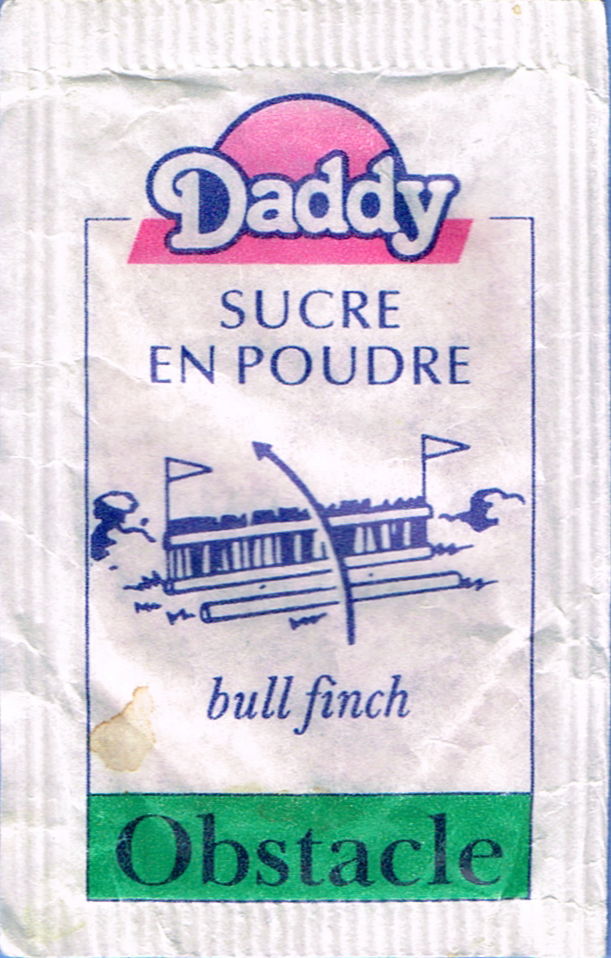 Daddy
SUCRE
EN POUDRE
bull finch
Obstacle